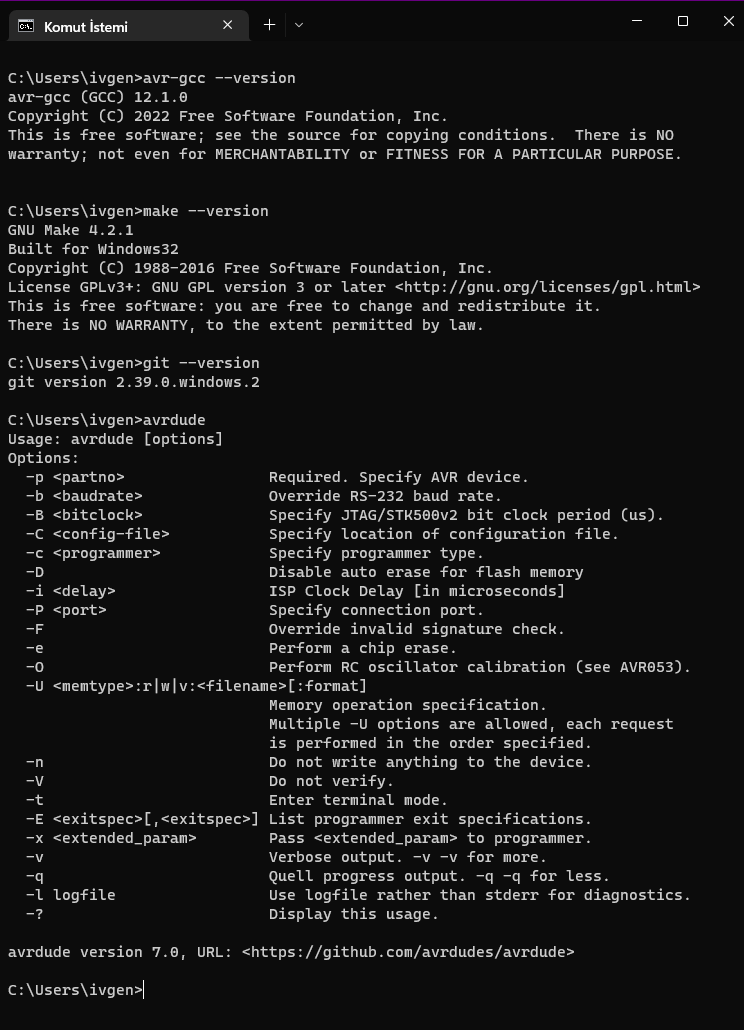 Komut İstemi
C:\Users\ivgen>avr-gcc --version
avr-gcc (GCC) 12.1.0
Copyright (C) 2022 Free Software Foundation, Inc.
This is free software; see the source for copying conditions.  There is NO
warranty; not even for MERCHANTABILITY or FITNESS FOR A PARTICULAR PURPOSE.
C:\Users\ivgen>make --version
GNU Make 4.2.1
Built for Windows32
Copyright (C) 1988-2016 Free Software Foundation, Inc.
License GPLv3+: GNU GPL version 3 or later <http://gnu.org/licenses/gpl.html>
This is free software: you are free to change and redistribute it.
There is NO WARRANTY, to the extent permitted by law.
C:\Users\ivgen>git --version
git version 2.39.0.windows.2
C:\Users\ivgen>avrdude
Usage: avrdude [options]
Options:
  -p <partno>                Required. Specify AVR device.
  -b <baudrate>              Override RS-232 baud rate.
  -B <bitclock>              Specify JTAG/STK500v2 bit clock period (us).
  -C <config-file>           Specify location of configuration file.
  -c <programmer>            Specify programmer type.
  -D                         Disable auto erase for flash memory
  -i <delay>                 ISP Clock Delay [in microseconds]
  -P <port>                  Specify connection port.
  -F                         Override invalid signature check.
  -e                         Perform a chip erase.
  -O                         Perform RC oscillator calibration (see AVR053).
  -U <memtype>:r|w|v:<filename>[:format]
                             Memory operation specification.
                             Multiple -U options are allowed, each request
                             is performed in the order specified.
  -n                         Do not write anything to the device.
  -V                         Do not verify.
  -t                         Enter terminal mode.
  -E <exitspec>[,<exitspec>] List programmer exit specifications.
  -x <extended_param>        Pass <extended_param> to programmer.
  -v                         Verbose output. -v -v for more.
  -q                         Quell progress output. -q -q for less.
  -l logfile                 Use logfile rather than stderr for diagnostics.
  -?                         Display this usage.
avrdude version 7.0, URL: <https://github.com/avrdudes/avrdude>
C:\Users\ivgen>